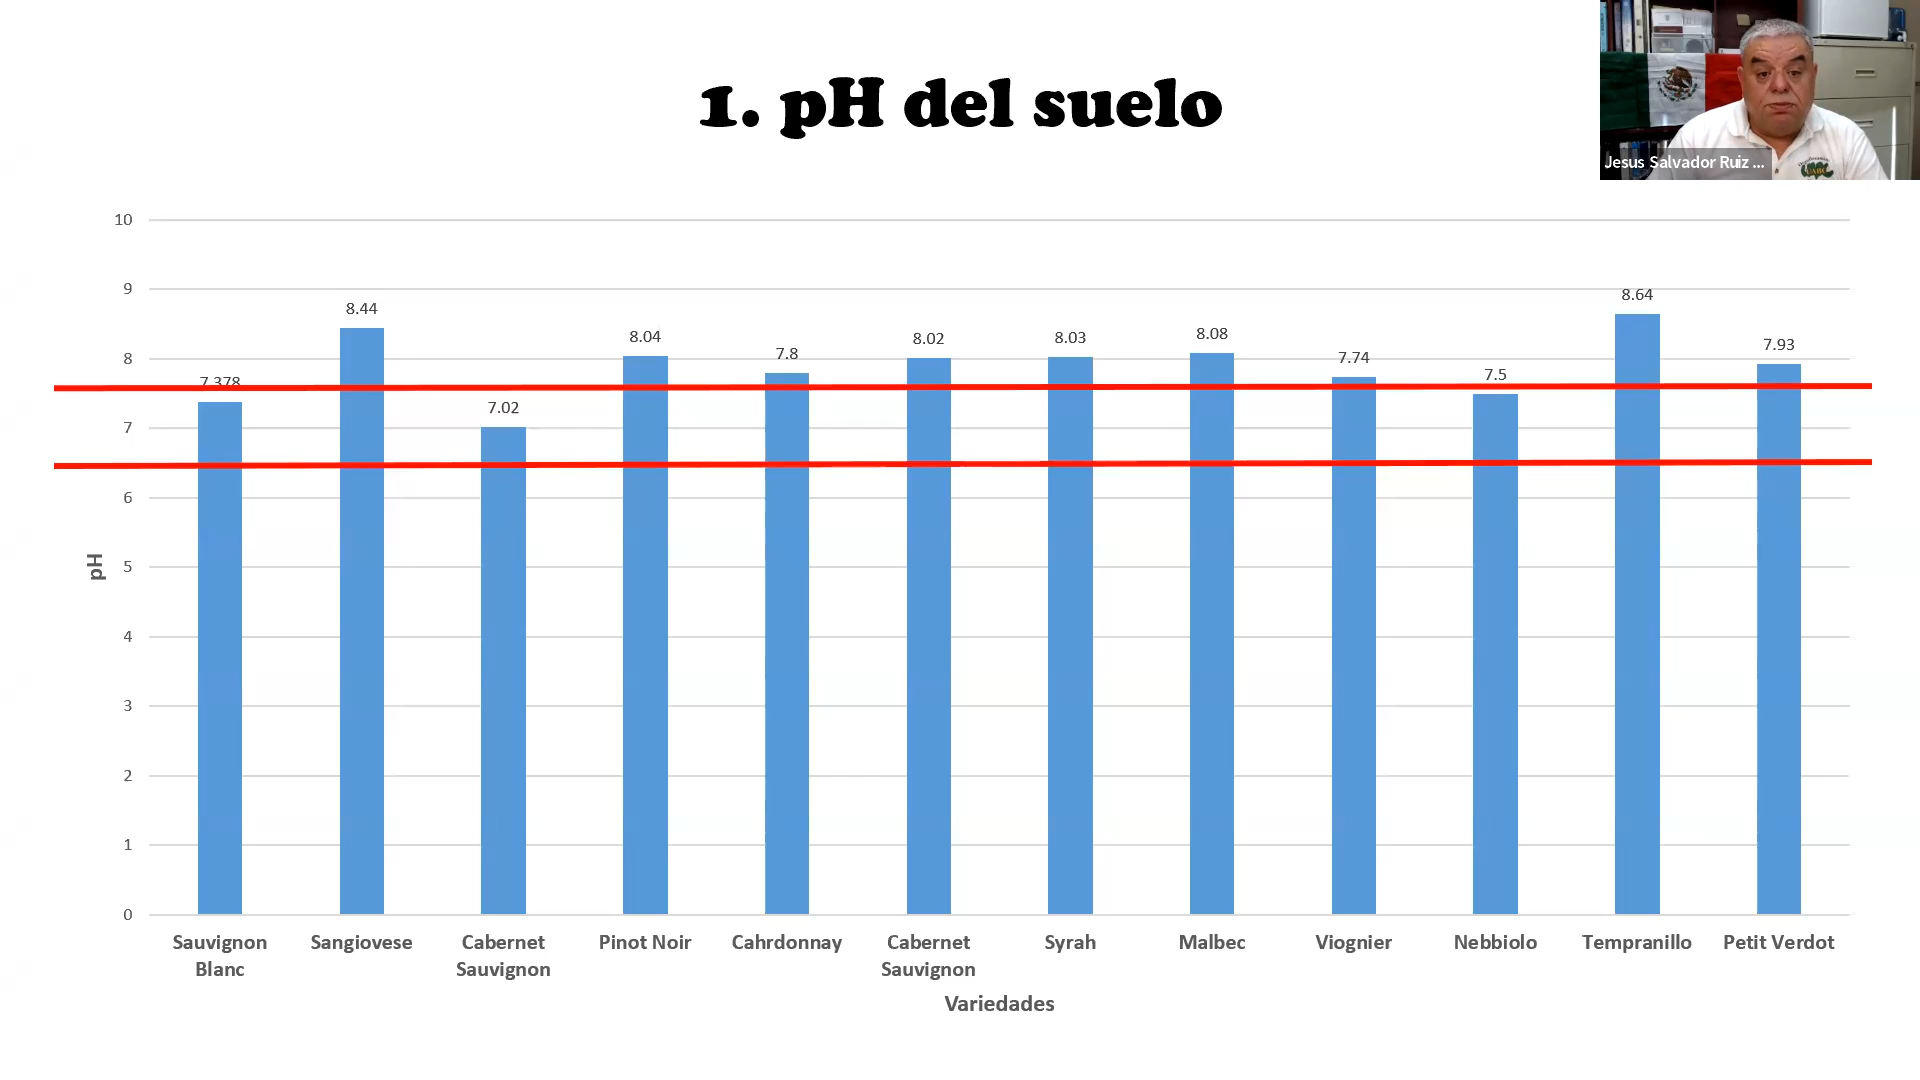 1. pH del suelo
Jesus Salvador Ruiz ...
UABC
10
9
8
7
6
5
4
3
2
1
0
pH
7.378
8.44
7.02
8.04
7.8
8.02
8.03
8.08
7.74
7.5
8.64
7.93
Sauvignon
Blanc
Sangiovese
Cabernet
Sauvignon
Pinot Noir
Cahrdonnay
Cabernet
Sauvignon
Syrah
Malbec
Viognier
Nebbiolo
Tempranillo
Petit Verdot
Variedades